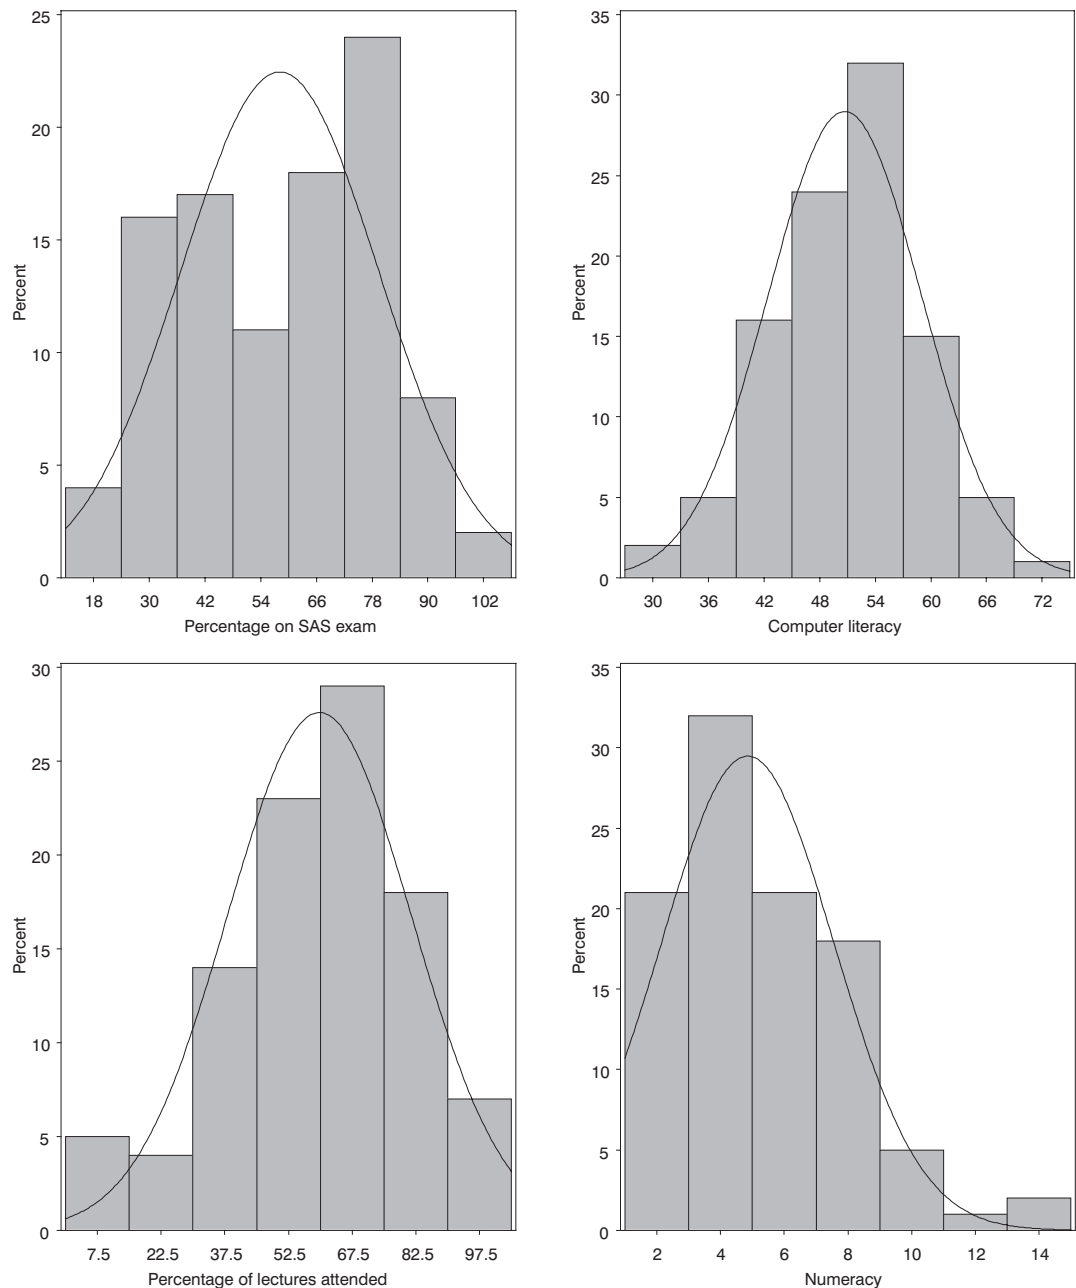 25
20
15
10
5
0
Percent
18 30 42 54 66 78 90 102
Percentage on SAS exam
35
30
25
20
15
10
5
0
Percent
30 36 42 48 54 60 66 72
Computer literacy
30
25
20
15
10
5
0
Percent
7.5 22.5 37.5 52.5 67.5 82.5 97.5
Percentage of lectures attended
35
30
25
20
15
10
5
0
Percent
2 4 6 8 10 12 14
Numeracy